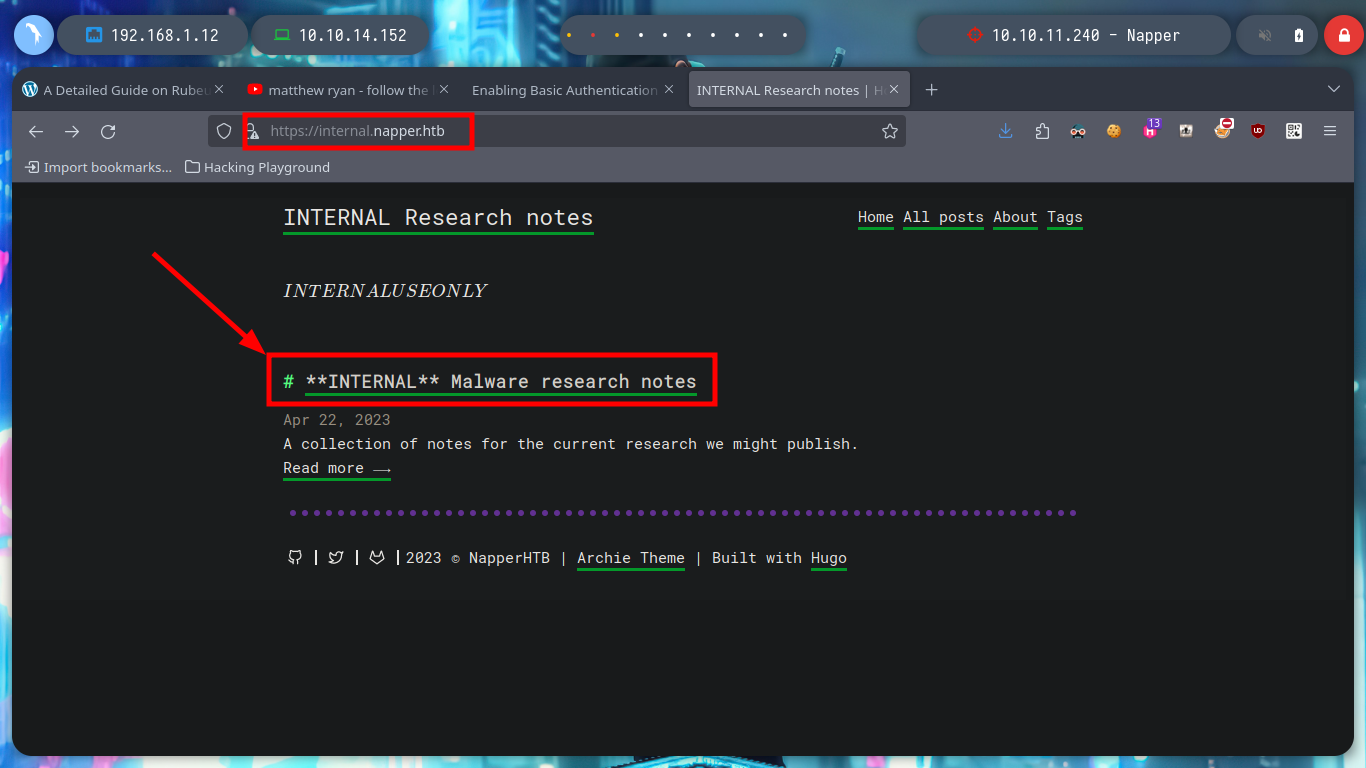 192.168.1.12
10.10.14.152
10.10.11.240 - Napper
A Detailed Guide on Rubeu
matthew ryan - follow the
Enabling Basic Authentication
INTERNAL Research notes |
https://internal.napper.htb
13
Import bookmarks...
Hacking Playground
INTERNAL Research notes
Home All posts About Tags
INTERNALUSEONLY
# **INTERNAL** Malware research notes
Apr 22, 2023
A collection of notes for the current research we might publish.
Read more ⟶
| | | 2023 © NapperHTB | Archie Theme | Built with Hugo